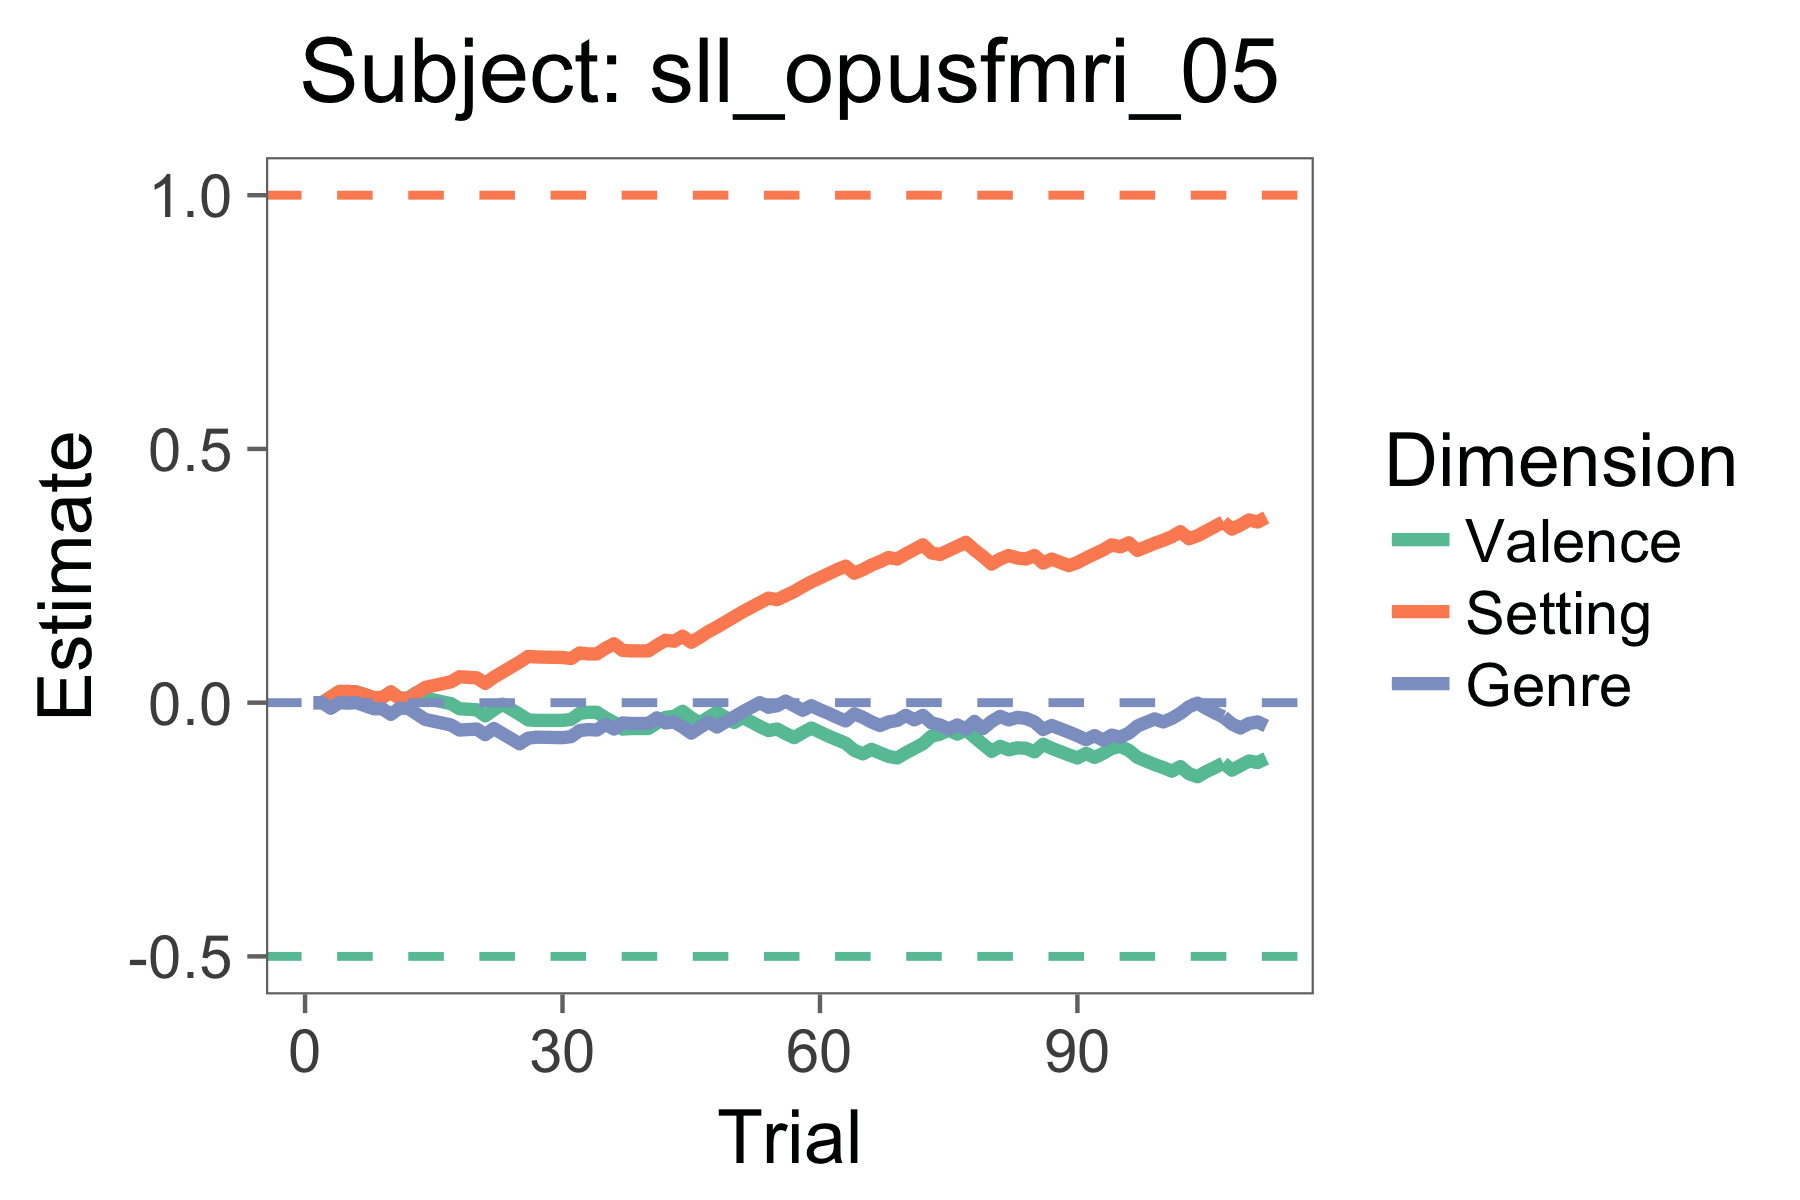 Subject: sll_opusfmri_05
1.0
0.5
0.0
-0.5
Estimate
0
30
60
90
Trial
Dimension
Valence
Setting
Genre